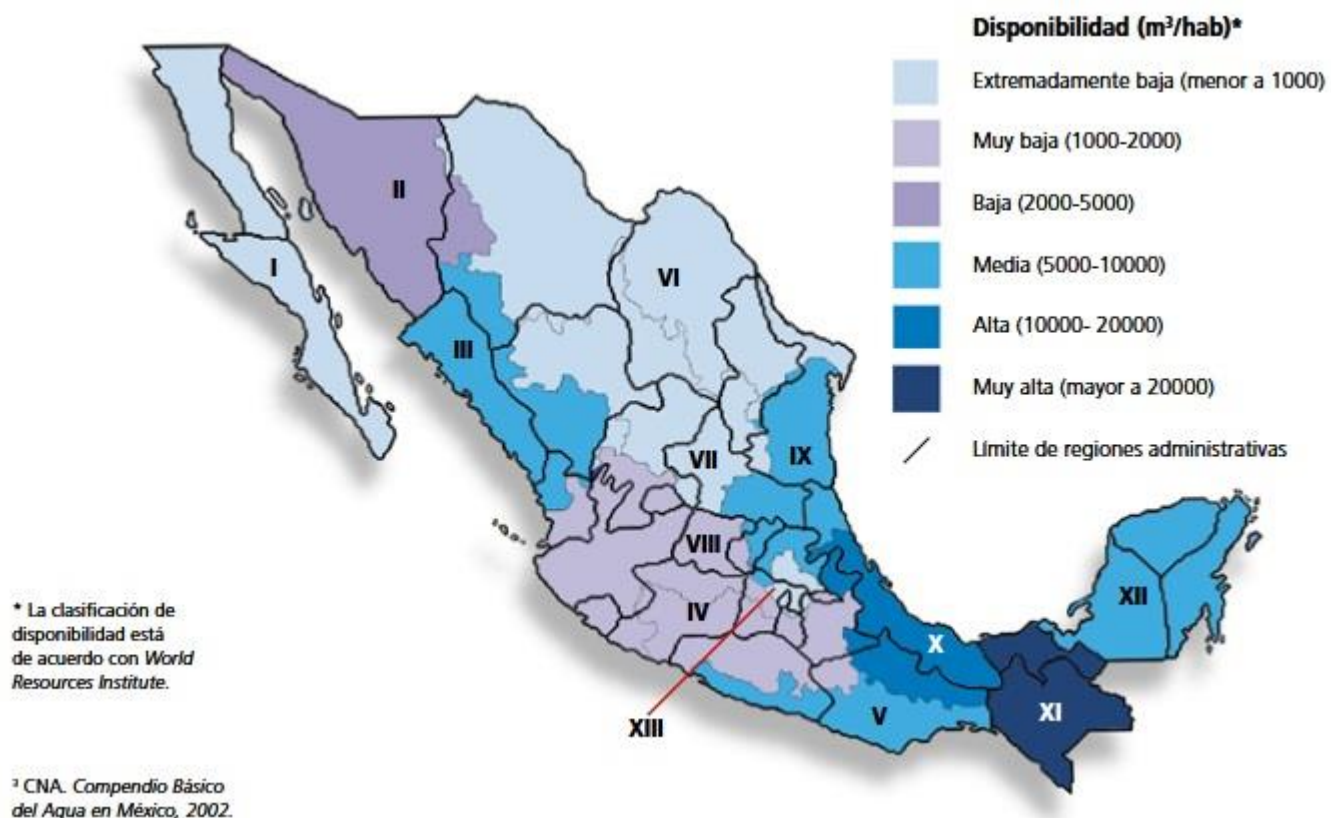 Disponibilidad (m³/hab)*
Extremadamente baja (menor a 1000)
Muy baja (1000-2000)
Baja (2000-5000)
Media (5000-10000)
Alta (10000- 20000)
Muy alta (mayor a 20000)
Límite de regiones administrativas
I
II
III
VI
VII
IX
VIII
IV
XIII
V
X
XI
XII
* La clasificación de
disponibilidad está
de acuerdo con World
Resources Institute.
³ CNA. Compendio Básico
del Agua en México, 2002.